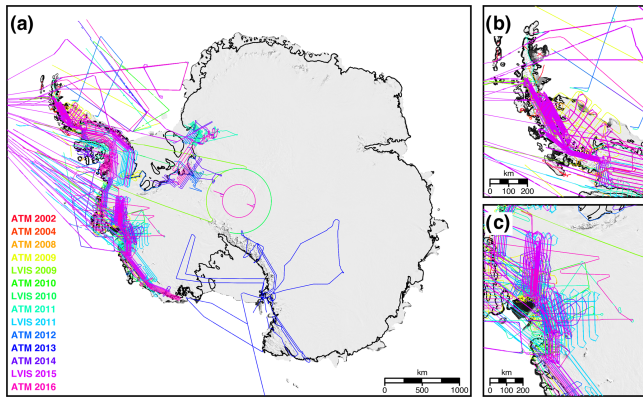 (a)
ATM 2002
ATM 2004
ATM 2008
ATM 2009
LVIS 2009
ATM 2010
LVIS 2010
ATM 2011
LVIS 2011
ATM 2012
ATM 2013
ATM 2014
LVIS 2015
ATM 2016
km
0 500 1000
(b)
km
0 100 200
(c)
km
0 100 200